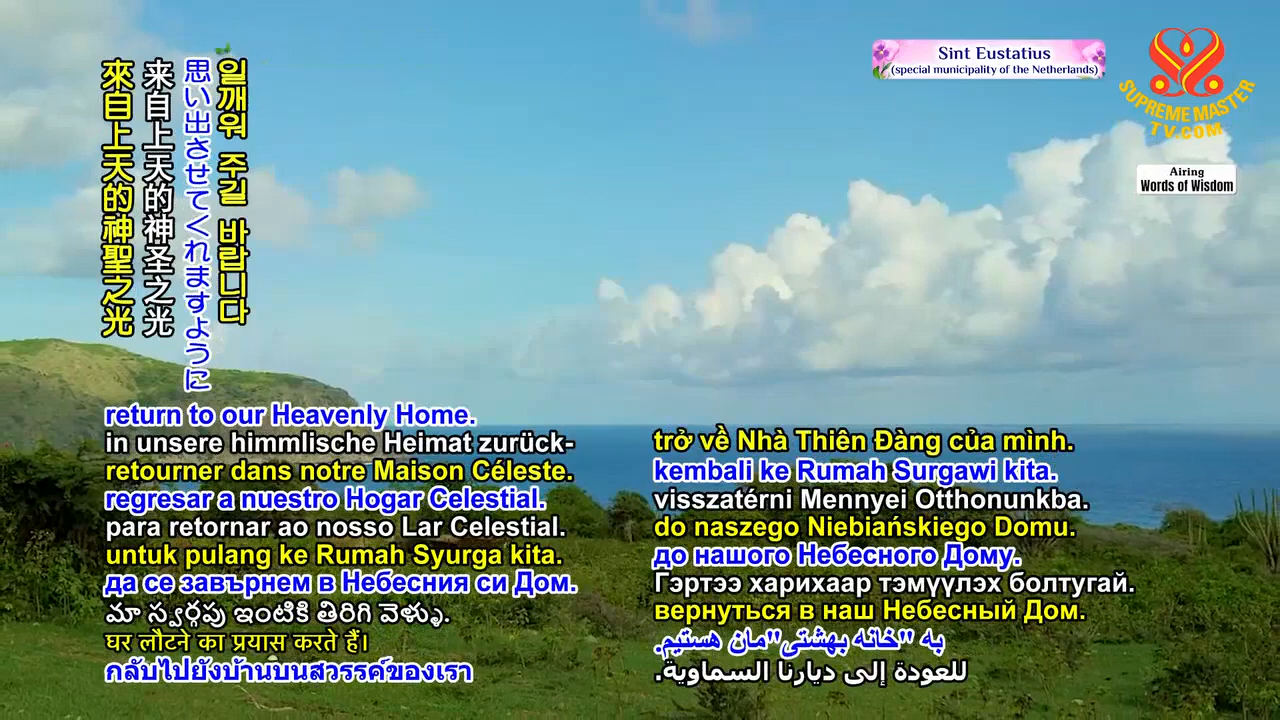 Sint Eustatius
(special municipality of the Netherlands)
SUPREME MASTER
TV.COM
Airing
Words of Wisdom
일깨워 주길 바랍니다
思い出させてくれますように
来自上天的神圣之光
來自上天的神聖之光
return to our Heavenly Home.
in unsere himmlische Heimat zurück-
retourner dans notre Maison Céleste.
regresar a nuestro Hogar Celestial.
para retornar ao nosso Lar Celestial.
untuk pulang ke Rumah Syurga kita.
да се завърнем в Небесния си Дом.
మా స్వర్గపు ఇంటికి తిరిగి వెళ్ళు.
घर लौटने का प्रयास करते हैं।
กลับไปยังบ้านบนสวรรค์ของเรา
trở về Nhà Thiên Đàng của mình.
kembali ke Rumah Surgawi kita.
visszatérni Mennyei Otthonunkba.
do naszego Niebiańskiego Domu.
до нашого Небесного Дому.
Гэртээ харихаар тэмүүлэх болтугай.
вернуться в наш Небесный Дом.
به "خانه بهشتی"مان هستیم.
للعودة إلى ديارنا السماوية.